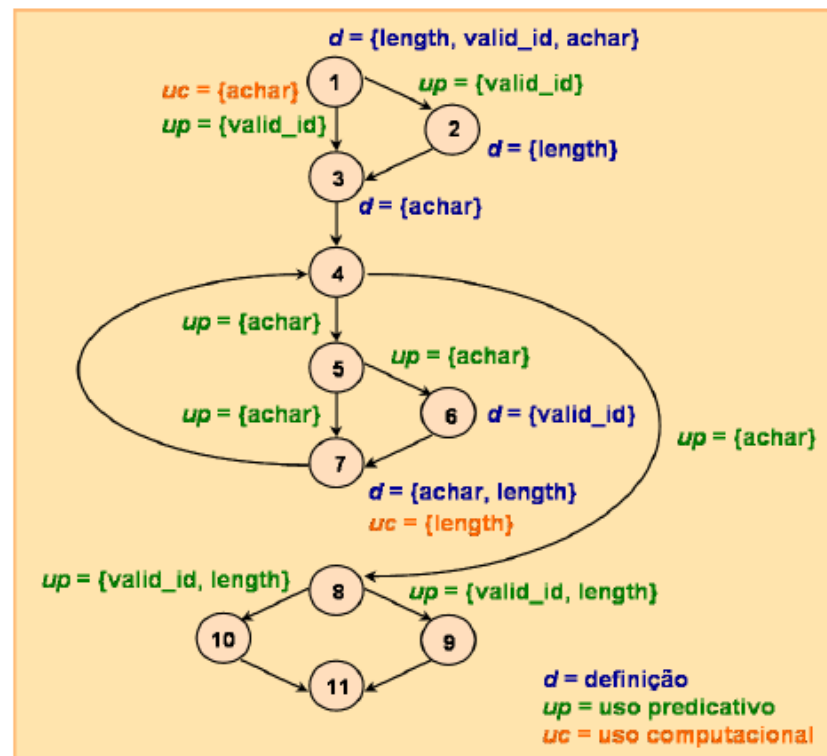 d = {length, valid_id, achar}
1
uc = {achar}
up = {valid_id}
up = {valid_id}
2
d = {length}
3
d = {achar}
4
up = {achar}
up = {achar}
5
up = {achar}
6
d = {valid_id}
up = {achar}
7
d = {achar, length}
uc = {length}
up = {valid_id, length}
8
up = {valid_id, length}
10
9
11
d = definição
up = uso predicativo
uc = uso computacional